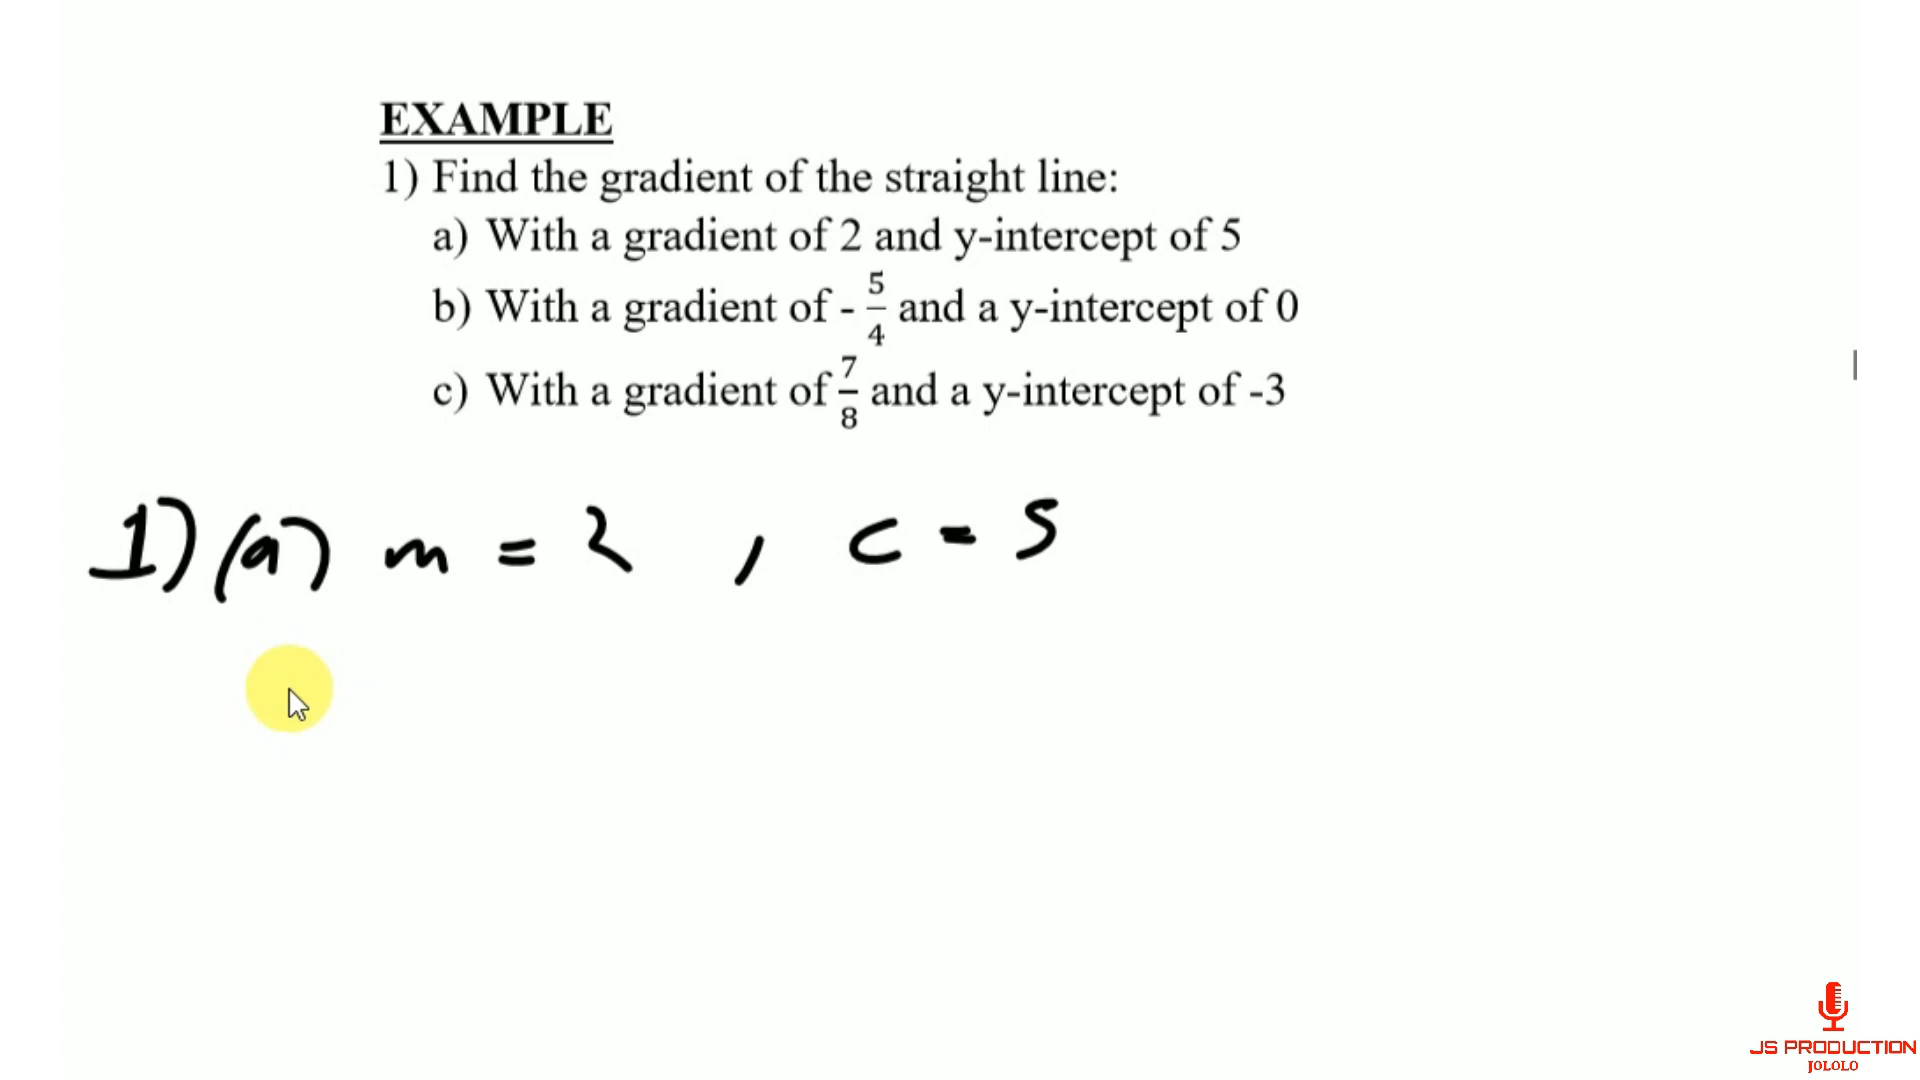 EXAMPLE
1) Find the gradient of the straight line:
a) With a gradient of 2 and y-intercept of 5
b) With a gradient of - 5/4 and a y-intercept of 0
c) With a gradient of 7/8 and a y-intercept of -3
1) (a) m = 2 , c = 5
JS PRODUCTION
JOLOLO